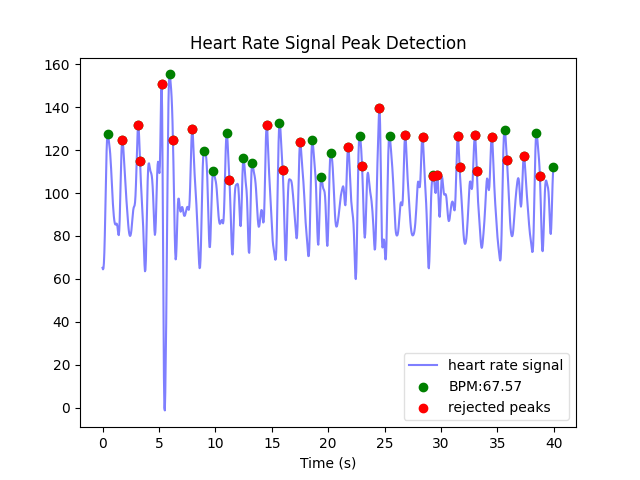 Heart Rate Signal Peak Detection
160
140
120
100
80
60
40
20
0
heart rate signal
BPM:67.57
rejected peaks
0 5 10 15 20 25 30 35 40
Time (s)